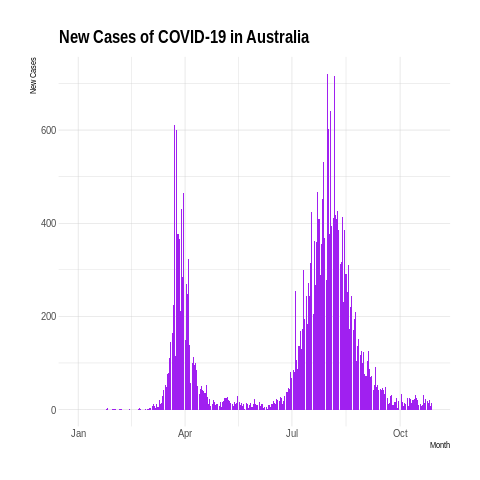 New Cases of COVID-19 in Australia
New Cases
600
400
200
0
Jan Apr Jul Oct
Month